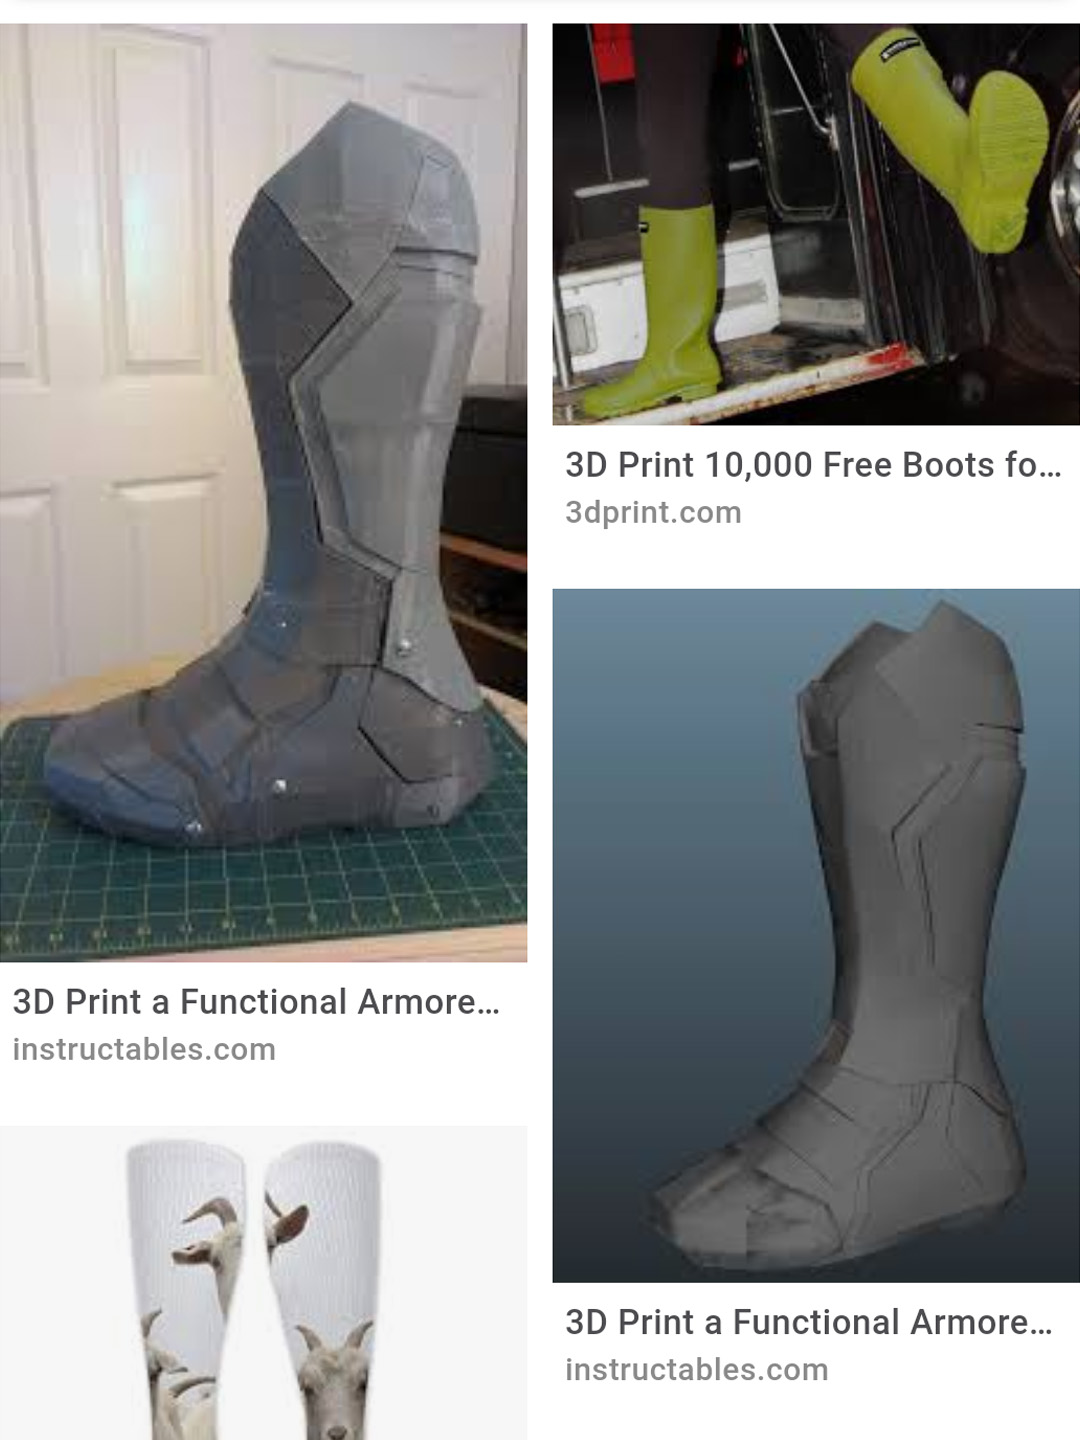 3D Print a Functional Armore...
instructables.com
3D Print 10,000 Free Boots fo...
3dprint.com
3D Print a Functional Armore...
instructables.com